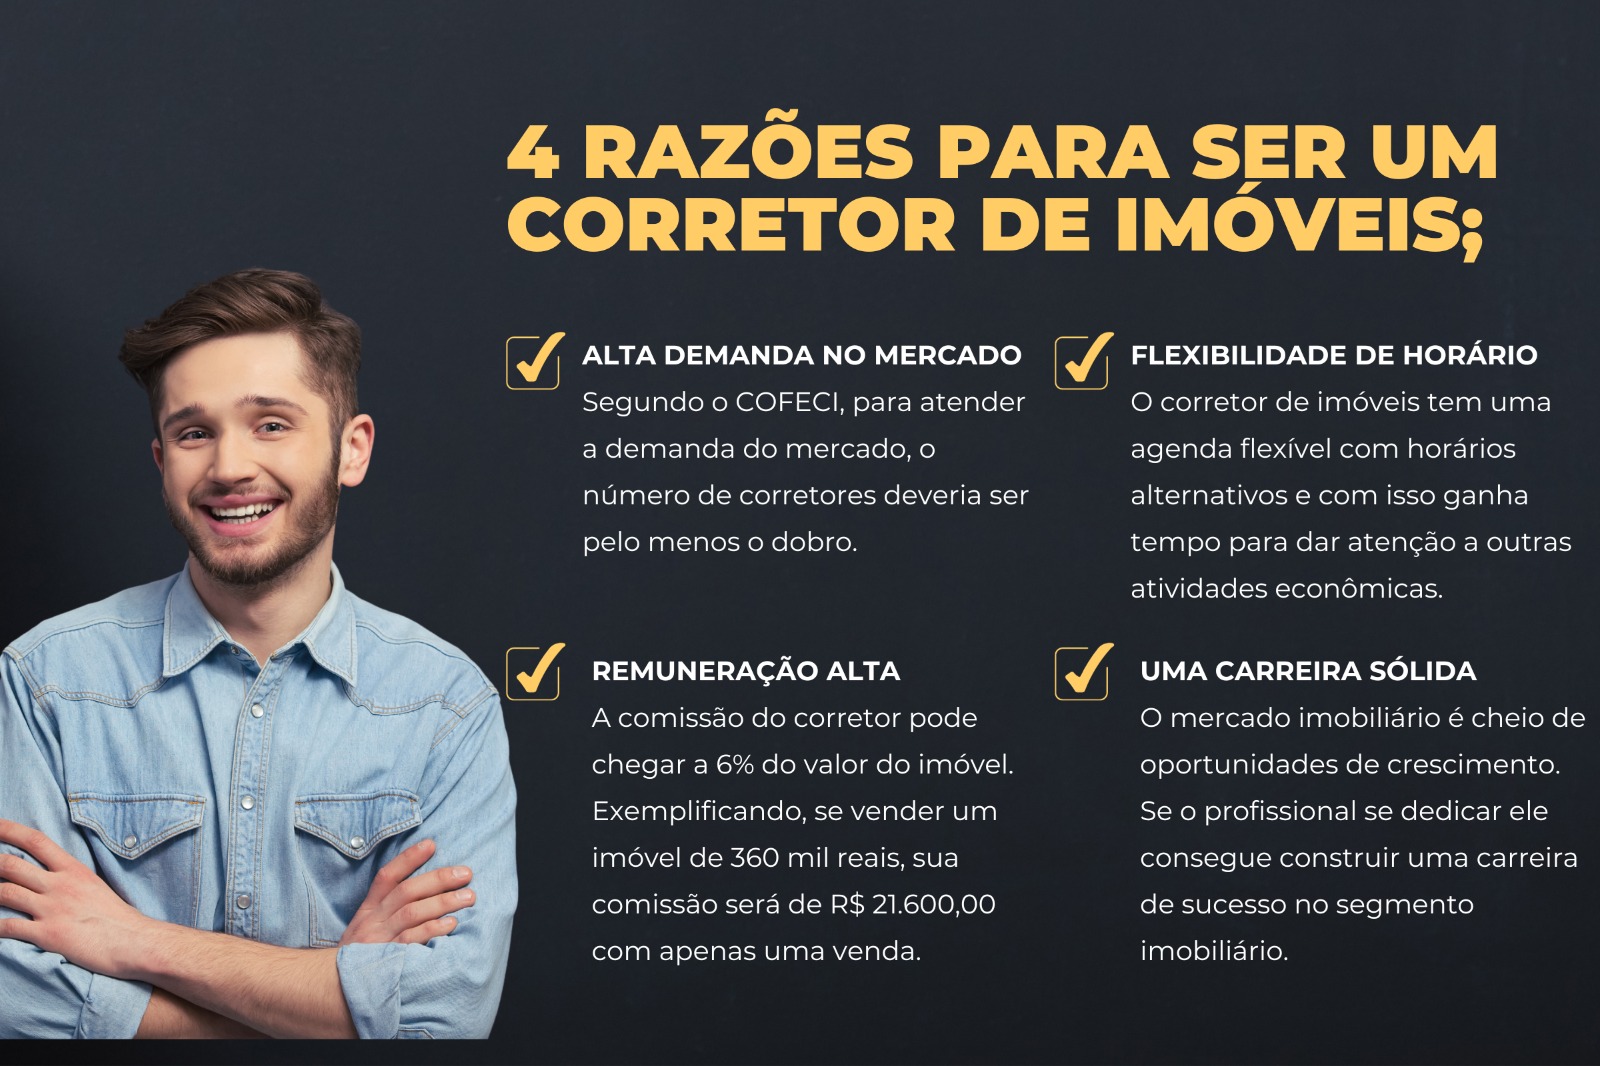 4 RAZÕES PARA SER UM
CORRETOR DE IMÓVEIS;
ALTA DEMANDA NO MERCADO
Segundo o COFECI, para atender
a demanda do mercado, o
número de corretores deveria ser
pelo menos o dobro.
FLEXIBILIDADE DE HORÁRIO
O corretor de imóveis tem uma
agenda flexível com horários
alternativos e com isso ganha
tempo para dar atenção a outras
atividades econômicas.
REMUNERAÇÃO ALTA
A comissão do corretor pode
chegar a 6% do valor do imóvel.
Exemplificando, se vender um
imóvel de 360 mil reais, sua
comissão será de R$ 21.600,00
com apenas uma venda.
UMA CARREIRA SÓLIDA
O mercado imobiliário é cheio de
oportunidades de crescimento.
Se o profissional se dedicar ele
consegue construir uma carreira
de sucesso no segmento
imobiliário.